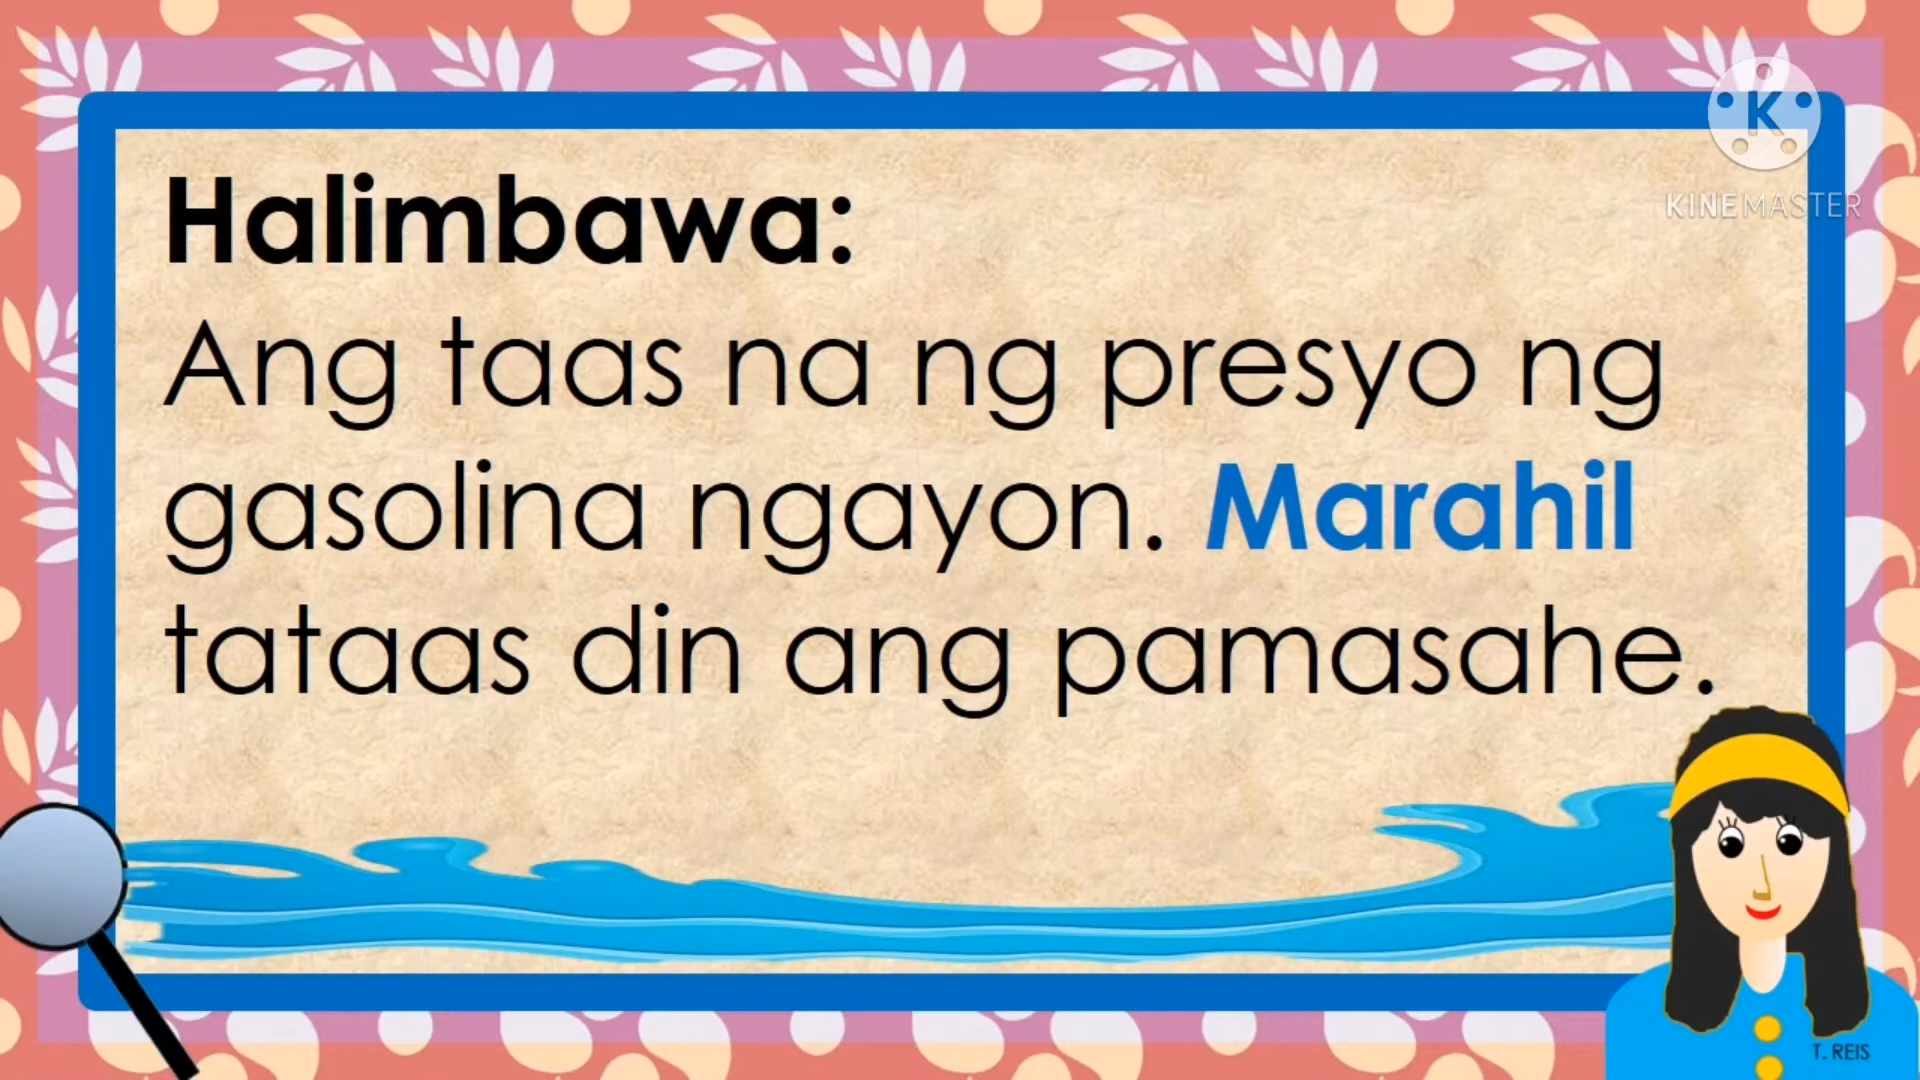 K
KINEMASTER
Halimbawa:
Ang taas na ng presyo ng
gasolina ngayon. Marahil
tataas din ang pamasahe.
T. REIS